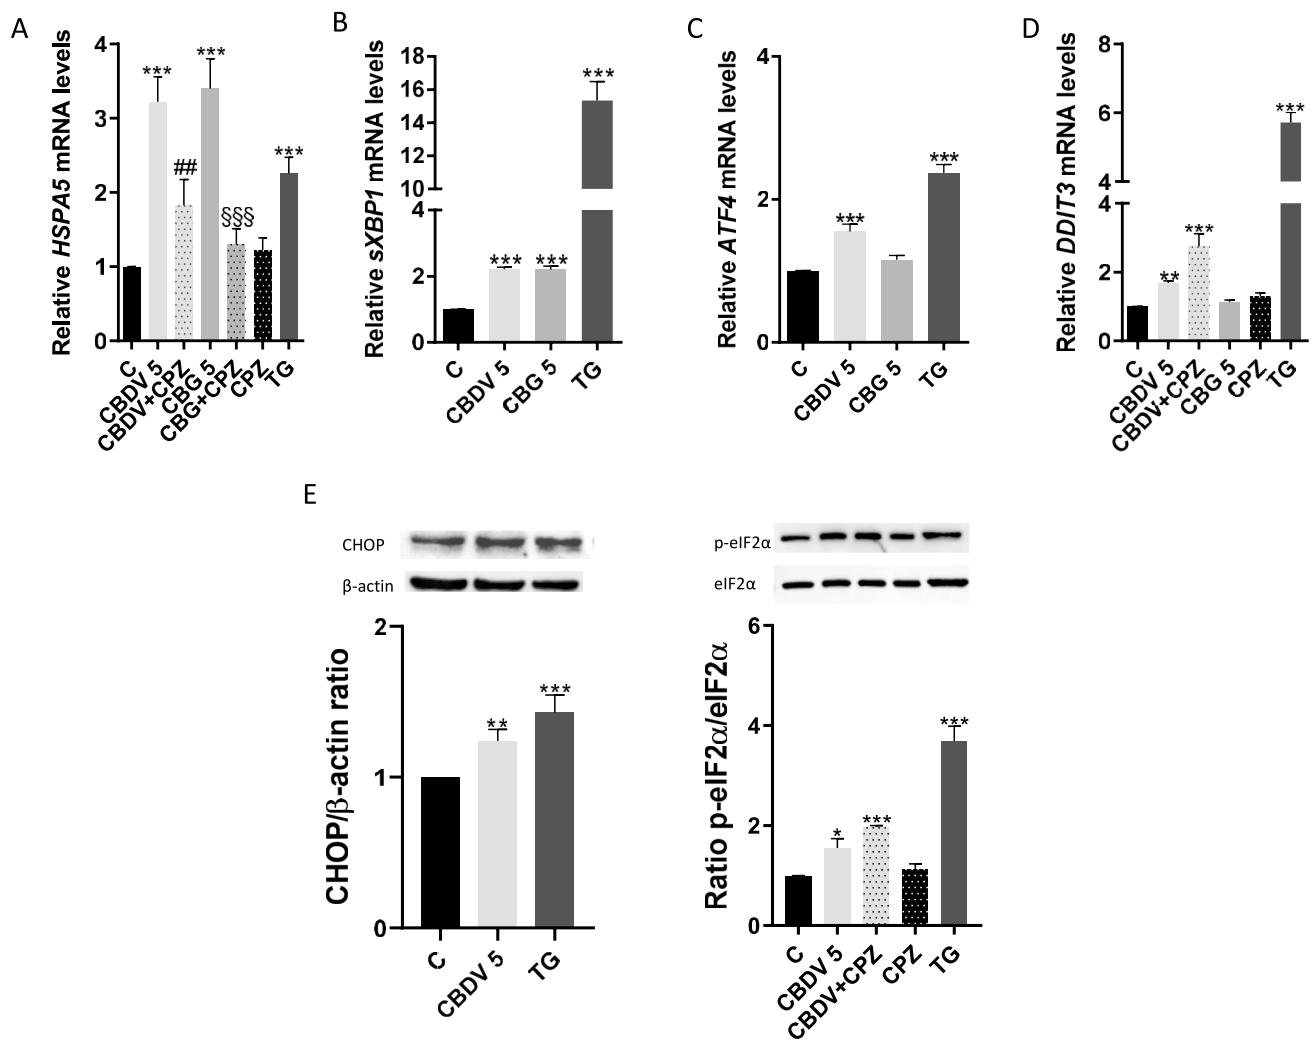 A
Relative HSPA5 mRNA levels
4
3
2
1
0
***
##
***
§§§
***
C
CBDV 5
CBDV+CPZ
CBG 5
CBG+CPZ
CPZ
TG
B
Relative sXBP1 mRNA levels
18
16
14
12
10
4
2
0
***
***
***
C
CBDV 5
CBG 5
TG
C
Relative ATF4 mRNA levels
4
2
0
***
***
C
CBDV 5
CBG 5
TG
D
Relative DDIT3 mRNA levels
8
6
4
4
2
0
**
***
***
C
CBDV 5
CBDV+CPZ
CBG 5
CPZ
TG
E
CHOP
β-actin
CHOP/β-actin ratio
2
1
0
**
***
C
CBDV 5
TG
p-eIF2α
eIF2α
Ratio p-eIF2α/eIF2α
6
4
2
0
*
***
***
C
CBDV 5
CBDV+CPZ
CPZ
TG